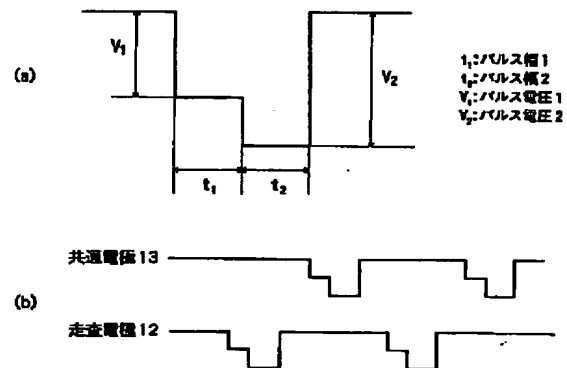 (a)
V₁
V₂
t₁
t₂
t₁:パルス幅1
t₂:パルス幅2
V₁:パルス電圧1
V₂:パルス電圧2
(b)
共通電極13
走査電極12